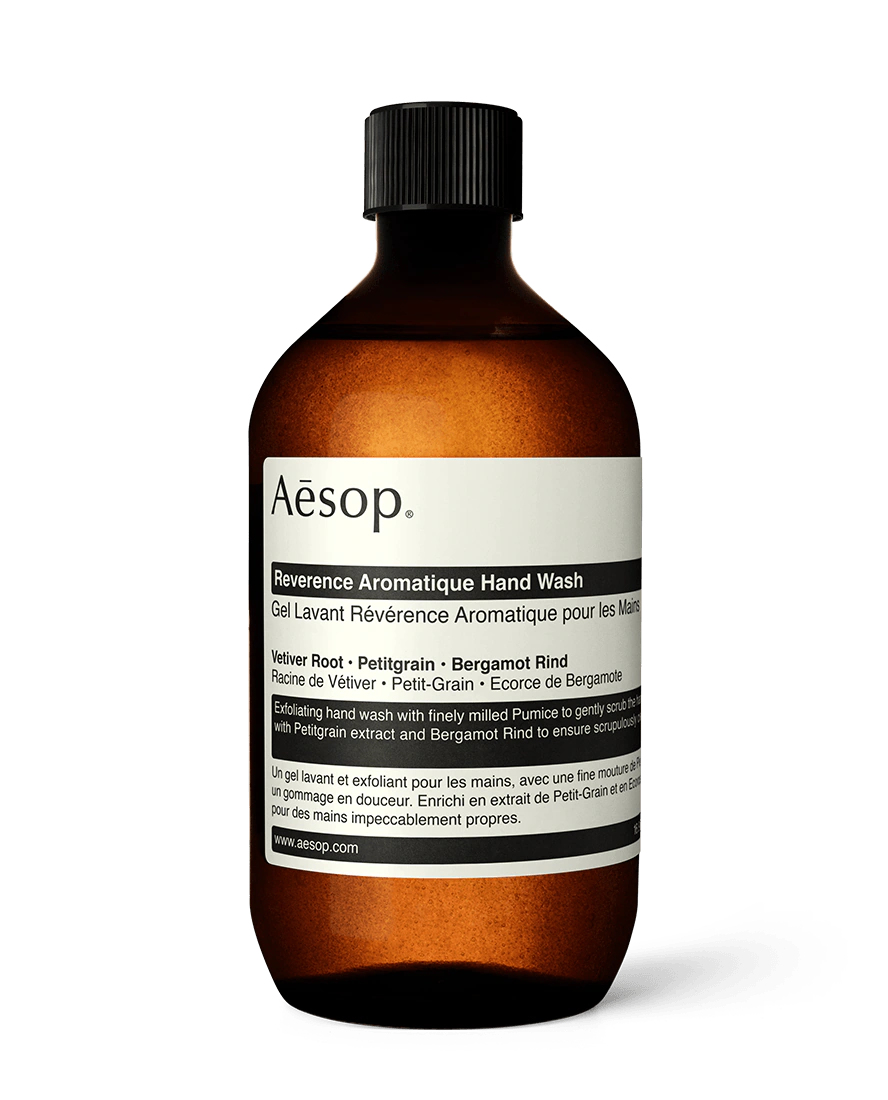 Aēsop®
Reverence Aromatique Hand Wash
Gel Lavant Révérence Aromatique pour les Mains
Vetiver Root • Petitgrain • Bergamot Rind
Racine de Vétiver • Petit-Grain • Ecorce de Bergamote
Exfoliating hand wash with finely milled Pumice to gently scrub the
with Petitgrain extract and Bergamot Rind to ensure scrupulously
Un gel lavant et exfoliant pour les mains, avec une fine mouture de
un gommage en douceur. Enrichi en extrait de Petit-Grain et en
pour des mains impeccablement propres.
www.aesop.com